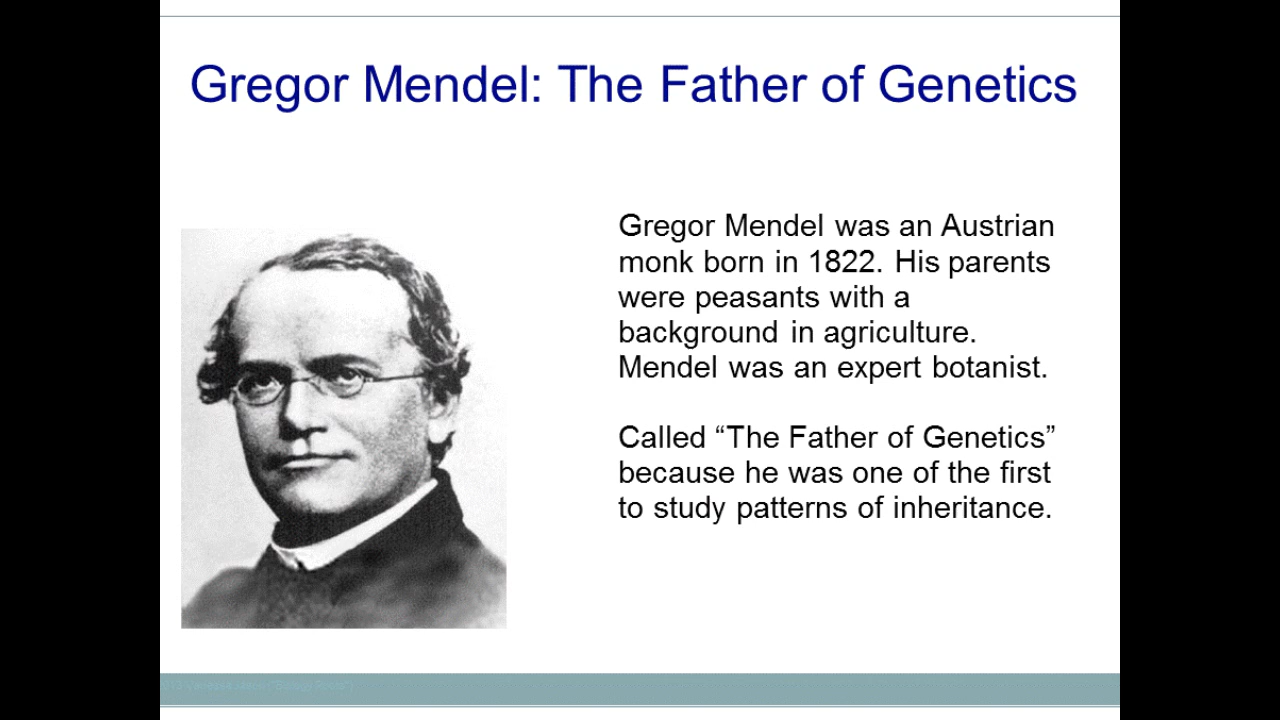 Gregor Mendel: The Father of Genetics
Gregor Mendel was an Austrian
monk born in 1822. His parents
were peasants with a
background in agriculture.
Mendel was an expert botanist.
Called “The Father of Genetics”
because he was one of the first
to study patterns of inheritance.